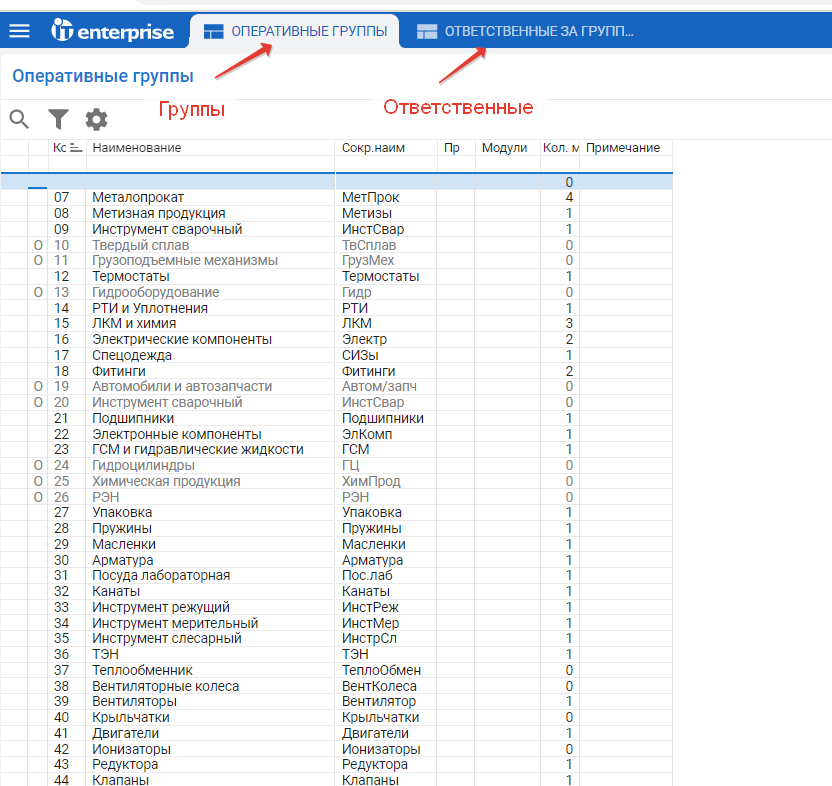 iT enterprise ОПЕРАТИВНЫЕ ГРУППЫ ОТВЕТСТВЕННЫЕ ЗА ГРУПП...
Оперативные группы
Группы Ответственные
Кс Наименование Сокр.наим Пр Модули Кол. м Примечание
0
07 Металопрокат МетПрок 4
08 Метизная продукция Метизы 1
09 Инструмент сварочный ИнстСвар 1
О 10 Твердый сплав ТвСплав 0
О 11 Грузоподъемные механизмы ГрузМех 0
12 Термостаты Термостаты 1
О 13 Гидрооборудование Гидр 0
14 РТИ и Уплотнения РТИ 1
15 ЛКМ и химия ЛКМ 3
16 Электрические компоненты Электр 2
17 Спецодежда СИЗы 1
18 Фитинги Фитинги 2
О 19 Автомобили и автозапчасти Автом/запч 0
О 20 Инструмент сварочный ИнстСвар 0
21 Подшипники Подшипники 1
22 Электронные компоненты ЭлКомп 1
23 ГСМ и гидравлические жидкости ГСМ 1
О 24 Гидроцилиндры ГЦ 0
О 25 Химическая продукция ХимПрод 0
О 26 РЭН РЭН 0
27 Упаковка Упаковка 1
28 Пружины Пружины 1
29 Масленки Масленки 1
30 Арматура Арматура 1
31 Посуда лабораторная Пос.лаб 1
32 Канаты Канаты 1
33 Инструмент режущий ИнстРеж 1
34 Инструмент мерительный ИнстМер 1
35 Инструмент слесарный ИнстрСл 1
36 ТЭН ТЭН 1
37 Теплообменник ТеплоОбмен 0
38 Вентиляторные колеса ВентКолеса 0
39 Вентиляторы Вентилятор 1
40 Крыльчатки Крыльчатки 0
41 Двигатели Двигатели 1
42 Ионизаторы Ионизаторы 0
43 Редуктора Редуктора 1
44 Клапаны Клапаны 1